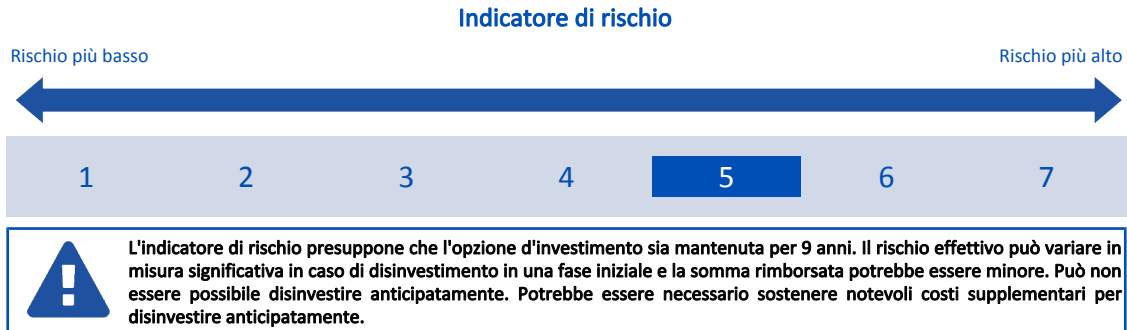 Indicatore di rischio
Rischio più basso
Rischio più alto
1 2 3 4 5 6 7
L'indicatore di rischio presuppone che l'opzione d'investimento sia mantenuta per 9 anni. Il rischio effettivo può variare in
misura significativa in caso di disinvestimento in una fase iniziale e la somma rimborsata potrebbe essere minore. Può non
essere possibile disinvestire anticipatamente. Potrebbe essere necessario sostenere notevoli costi supplementari per
disinvestire anticipatamente.